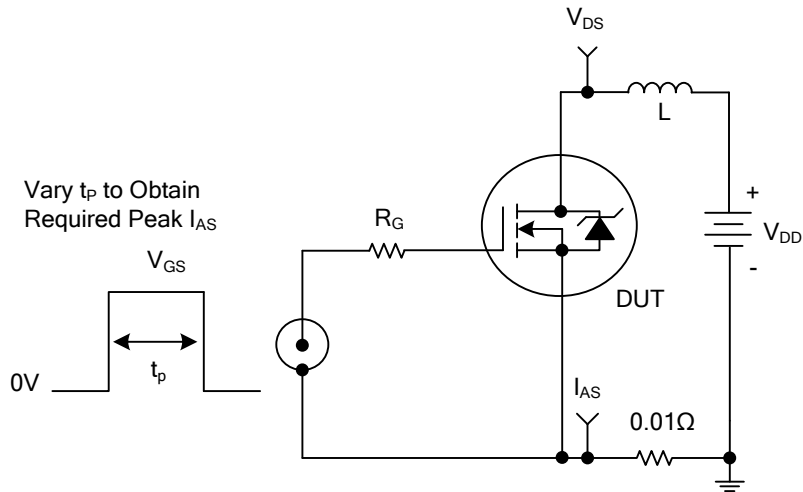 V_DS
L
Vary t_P to Obtain
Required Peak I_AS
R_G
+
V_DD
-
V_GS
DUT
0V
t_p
I_AS
0.01Ω